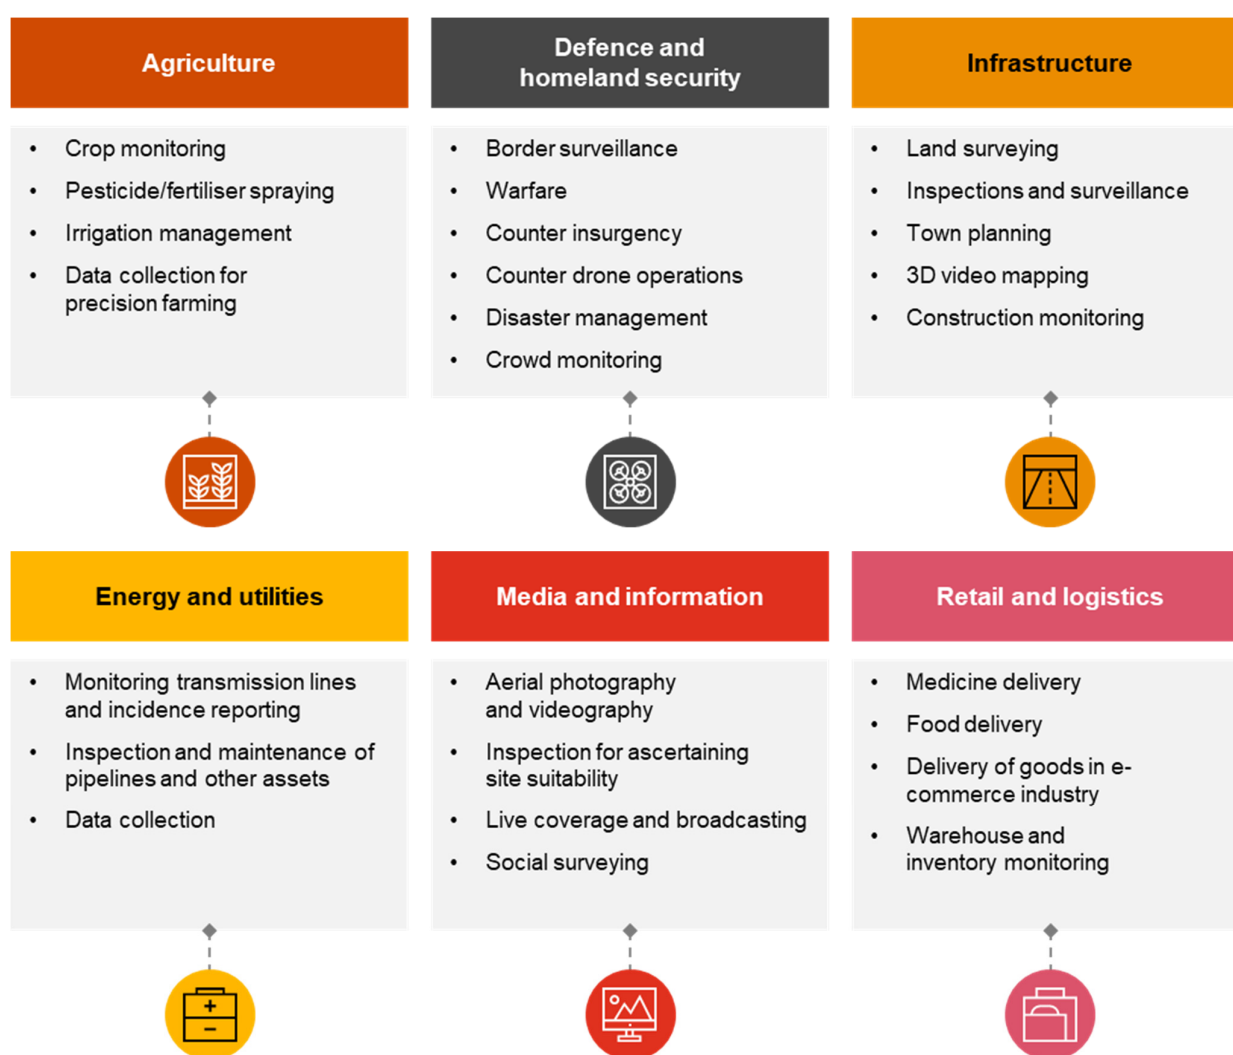 Agriculture
• Crop monitoring
• Pesticide/fertiliser spraying
• Irrigation management
• Data collection for
precision farming
Defence and
homeland security
• Border surveillance
• Warfare
• Counter insurgency
• Counter drone operations
• Disaster management
• Crowd monitoring
Infrastructure
• Land surveying
• Inspections and surveillance
• Town planning
• 3D video mapping
• Construction monitoring
Energy and utilities
• Monitoring transmission lines
and incidence reporting
• Inspection and maintenance of
pipelines and other assets
• Data collection
Media and information
• Aerial photography
and videography
• Inspection for ascertaining
site suitability
• Live coverage and broadcasting
• Social surveying
Retail and logistics
• Medicine delivery
• Food delivery
• Delivery of goods in e-
commerce industry
• Warehouse and
inventory monitoring